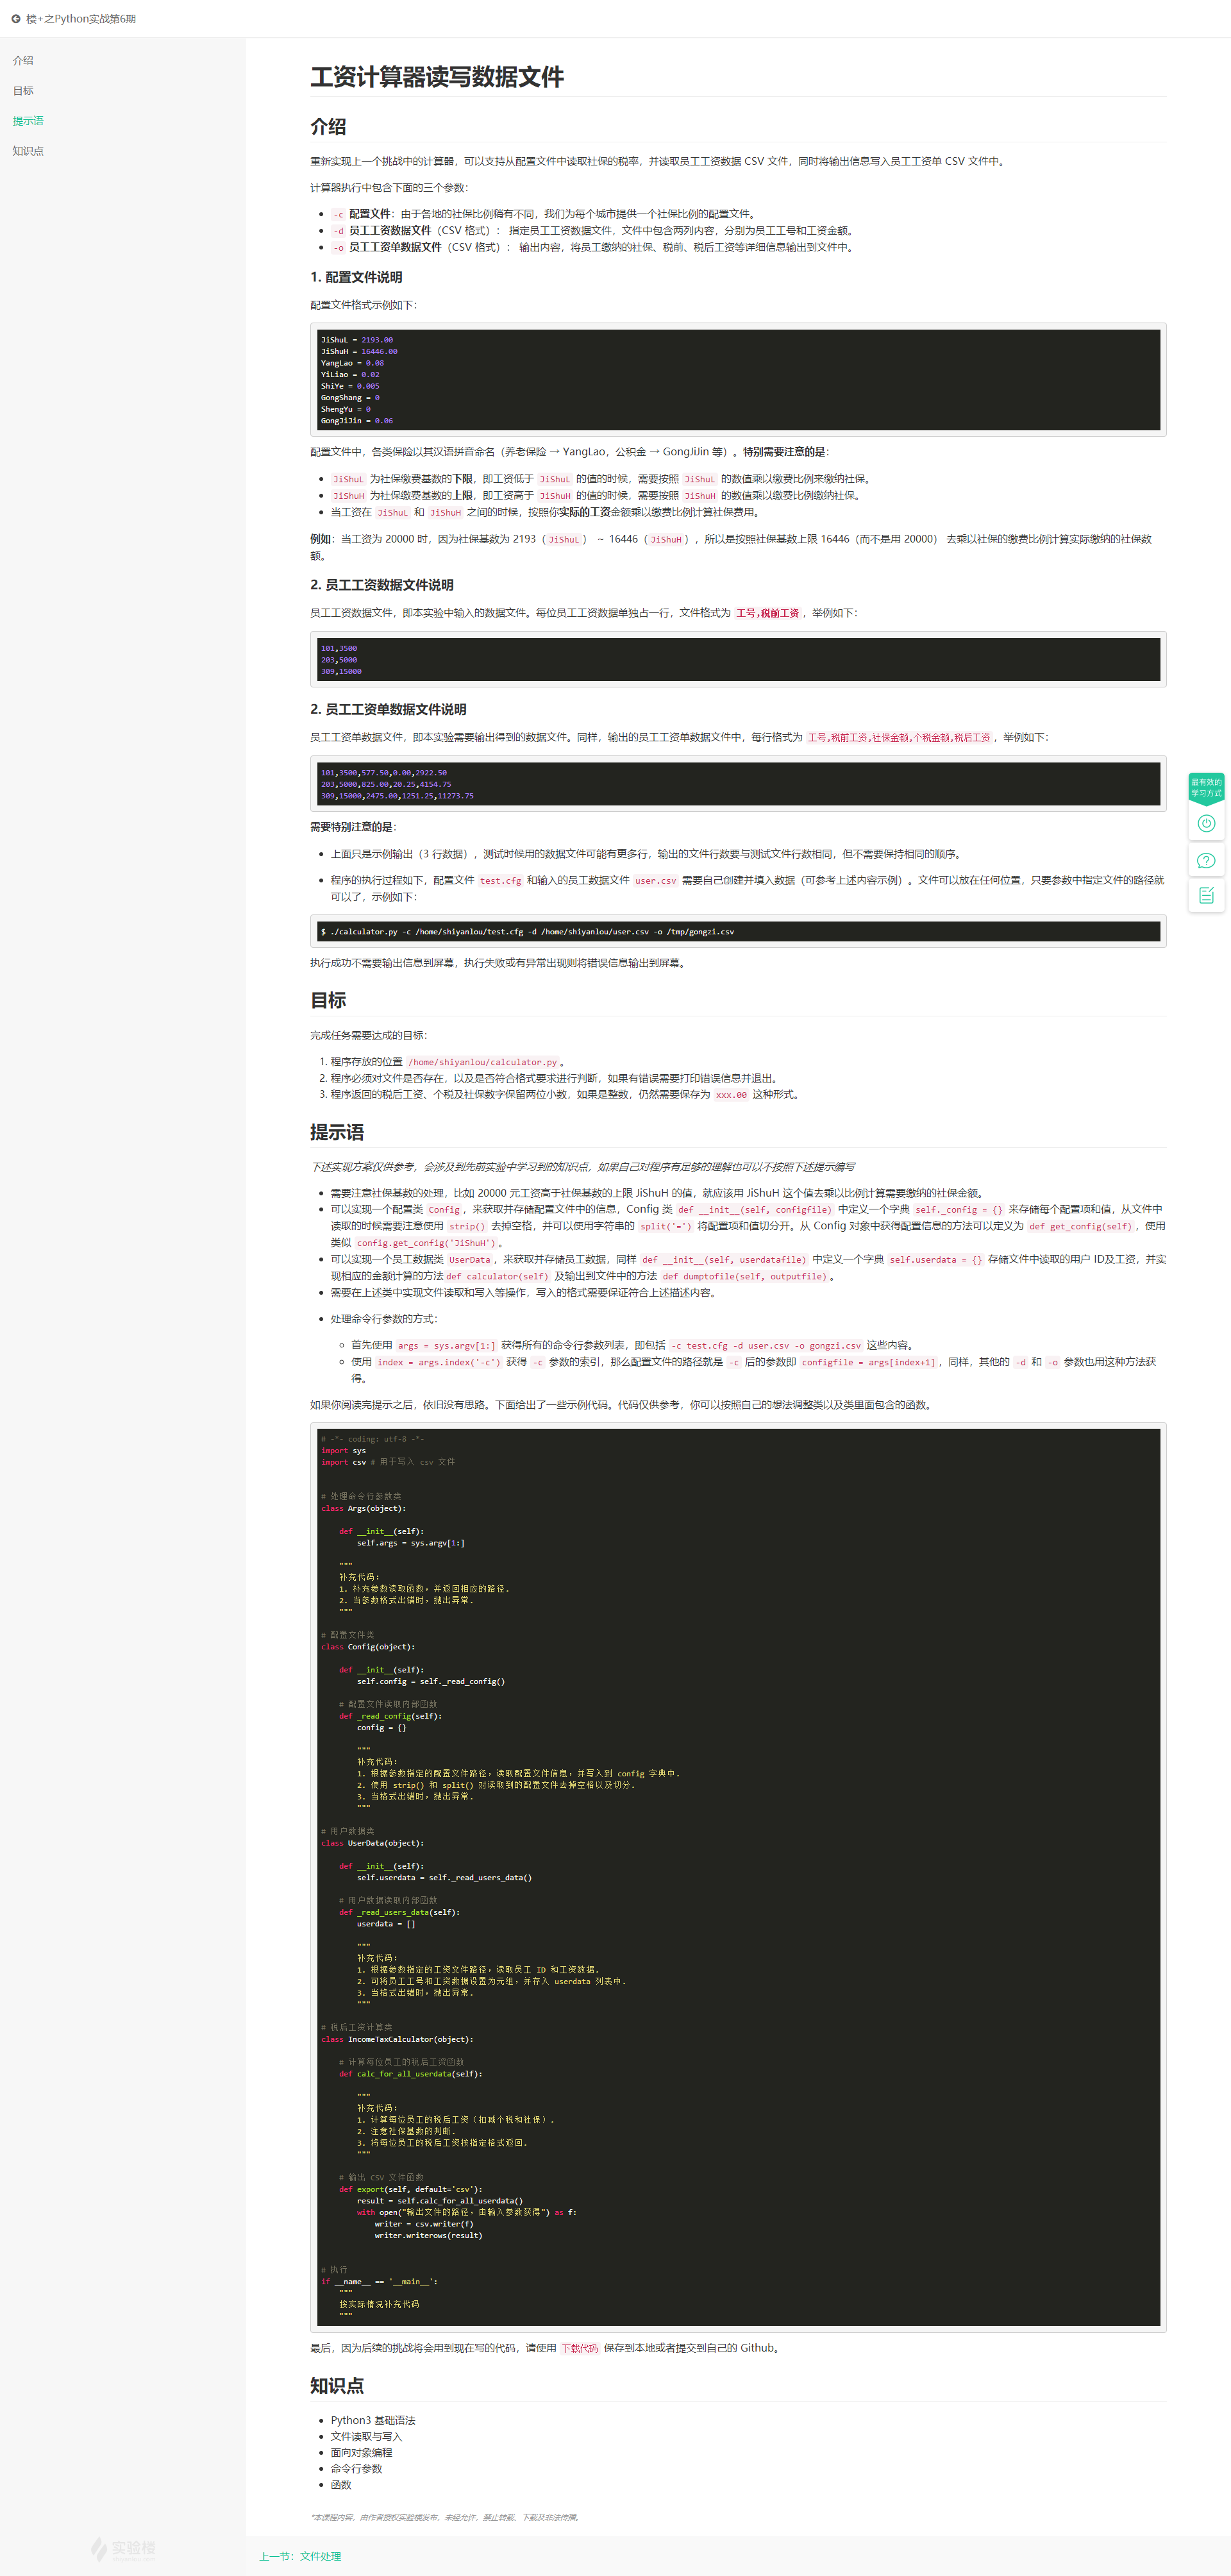 楼+之Python实战第6期
介绍
目标
提示语
知识点
工资计算器读写数据文件
介绍
重新实现上一个挑战中的计算器，可以支持从配置文件中读取社保的税率，并读取员工工资数据 CSV 文件，同时将输出信息写入员工工资单 CSV 文件中。
计算器执行中包含下面的三个参数：
-c 配置文件：由于各地的社保比例稍有不同，我们为每个城市提供一个社保比例的配置文件。
-d 员工工资数据文件（CSV 格式）： 指定员工工资数据文件，文件中包含两列内容，分别为员工工号和工资金额。
-o 员工工资单数据文件（CSV 格式）： 输出内容，将员工缴纳的社保、税前、税后工资等详细信息输出到文件中。
1. 配置文件说明
配置文件格式示例如下：
JiShuL = 2193.00
JiShuH = 16446.00
YangLao = 0.08
YiLiao = 0.02
ShiYe = 0.005
GongShang = 0
ShengYu = 0
GongJiJin = 0.06
配置文件中，各类保险以其汉语拼音命名（养老保险 → YangLao，公积金 → GongJiJin 等）。特别需要注意的是：
JiShuL 为社保缴费基数的下限，即工资低于 JiShuL 的值的时候，需要按照 JiShuL 的数值乘以缴费比例来缴纳社保。
JiShuH 为社保缴费基数的上限，即工资高于 JiShuH 的值的时候，需要按照 JiShuH 的数值乘以缴费比例缴纳社保。
当工资在 JiShuL 和 JiShuH 之间的时候，按照你实际的工资金额乘以缴费比例计算社保费用。
例如：当工资为 20000 时，因为社保基数为 2193（JiShuL） ~ 16446（JiShuH），所以是按照社保基数上限 16446（而不是用 20000） 去乘以社保的缴费比例计算实际缴纳的社保数
额。
2. 员工工资数据文件说明
员工工资数据文件，即本实验中输入的数据文件。每位员工工资数据单独占一行，文件格式为 工号,税前工资，举例如下：
101,3500
203,5000
309,15000
2. 员工工资单数据文件说明
员工工资单数据文件，即本实验需要输出得到的数据文件。同样，输出的员工工资单数据文件中，每行格式为 工号,税前工资,社保金额,个税金额,税后工资，举例如下：
101,3500,577.50,0.00,2922.50
203,5000,825.00,20.25,4154.75
309,15000,2475.00,1251.25,11273.75
需要特别注意的是：
上面只是示例输出（3 行数据），测试时候用的数据文件可能有更多行，输出的文件行数要与测试文件行数相同，但不需要保持相同的顺序。
程序的执行过程如下，配置文件 test.cfg 和输入的员工数据文件 user.csv 需要自己创建并填入数据（可参考上述内容示例）。文件可以放在任何位置，只要参数中指定文件的路径就
可以了，示例如下：
$ ./calculator.py -c /home/shiyanlou/test.cfg -d /home/shiyanlou/user.csv -o /tmp/gongzi.csv
执行成功不需要输出信息到屏幕，执行失败或有异常出现则将错误信息输出到屏幕。
目标
完成任务需要达成的目标：
1. 程序存放的位置 /home/shiyanlou/calculator.py。
2. 程序必须对文件是否存在，以及是否符合格式要求进行判断，如果有错误需要打印错误信息并退出。
3. 程序返回的税后工资、个税及社保数字保留两位小数，如果是整数，仍然需要保存为 xxx.00 这种形式。
提示语
下述实现方案仅供参考，会涉及到先前实验中学习到的知识点，如果自己对程序有足够的理解也可以不按照下述提示编写
需要注意社保基数的处理，比如 20000 元工资高于社保基数的上限 JiShuH 的值，就应该用 JiShuH 这个值去乘以比例计算需要缴纳的社保金额。
可以实现一个配置类 Config，来获取并存储配置文件中的信息，Config 类 def __init__(self, configfile) 中定义一个字典 self._config = {} 来存储每个配置项和值，从文件中
读取的时候需要注意使用 strip() 去掉空格，并可以使用字符串的 split('=') 将配置项和值切分开。从 Config 对象中获得配置信息的方法可以定义为 def get_config(self)，使用
类似 config.get_config('JiShuH')。
可以实现一个员工数据类 UserData，来获取并存储员工数据，同样 def __init__(self, userdatafile) 中定义一个字典 self.userdata = {} 存储文件中读取的用户 ID及工资，并实
现相应的金额计算的方法def calculator(self) 及输出到文件中的方法 def dumptofile(self, outputfile)。
需要在上述类中实现文件读取和写入等操作，写入的格式需要保证符合上述描述内容。
处理命令行参数的方式：
首先使用 args = sys.argv[1:] 获得所有的命令行参数列表，即包括 -c test.cfg -d user.csv -o gongzi.csv 这些内容。
使用 index = args.index('-c') 获得 -c 参数的索引，那么配置文件的路径就是 -c 后的参数即 configfile = args[index+1]，同样，其他的 -d 和 -o 参数也用这种方法获
得。
如果你阅读完提示之后，依旧没有思路。下面给出了一些示例代码。代码仅供参考，你可以按照自己的想法调整类以及类里面包含的函数。
# -*- coding: utf-8 -*-
import sys
import csv # 用于写入 csv 文件
# 处理命令行参数类
class Args(object):
def __init__(self):
self.args = sys.argv[1:]
"""
补充代码：
1. 补充参数读取函数，并返回相应的路径.
2. 当参数格式出错时，抛出异常.
"""
# 配置文件类
class Config(object):
def __init__(self):
self.config = self._read_config()
# 配置文件读取内部函数
def _read_config(self):
config = {}
"""
补充代码：
1. 根据参数指定的配置文件路径，读取配置文件信息，并写入到 config 字典中.
2. 使用 strip() 和 split() 对读取到的配置文件去掉空格以及切分.
3. 当格式出错时，抛出异常.
"""
# 用户数据类
class UserData(object):
def __init__(self):
self.userdata = self._read_users_data()
# 用户数据读取内部函数
def _read_users_data(self):
userdata = []
"""
补充代码：
1. 根据参数指定的工资文件路径，读取员工 ID 和工资数据.
2. 可将员工工号和工资数据设置为元组，并存入 userdata 列表中.
3. 当格式出错时，抛出异常.
"""
# 税后工资计算类
class IncomeTaxCalculator(object):
# 计算每位员工的税后工资函数
def calc_for_all_userdata(self):
"""
补充代码：
1. 计算每位员工的税后工资（扣减个税和社保）.
2. 注意社保基数的判断.
3. 将每位员工的税后工资按指定格式返回.
"""
# 输出 CSV 文件函数
def export(self, default='csv'):
result = self.calc_for_all_userdata()
with open("输出文件的路径，由输入参数获得") as f:
writer = csv.writer(f)
writer.writerows(result)
# 执行
if __name__ == '__main__':
"""
按实际情况补充代码
"""
最后，因为后续的挑战将会用到现在写的代码，请使用 下载代码 保存到本地或者提交到自己的 Github。
知识点
Python3 基础语法
文件读取与写入
面向对象编程
命令行参数
函数
*本课程内容，由作者授权实验楼发布，未经允许，禁止转载、下载及非法传播。
上一节：文件处理
实验楼
最有效的
学习方式